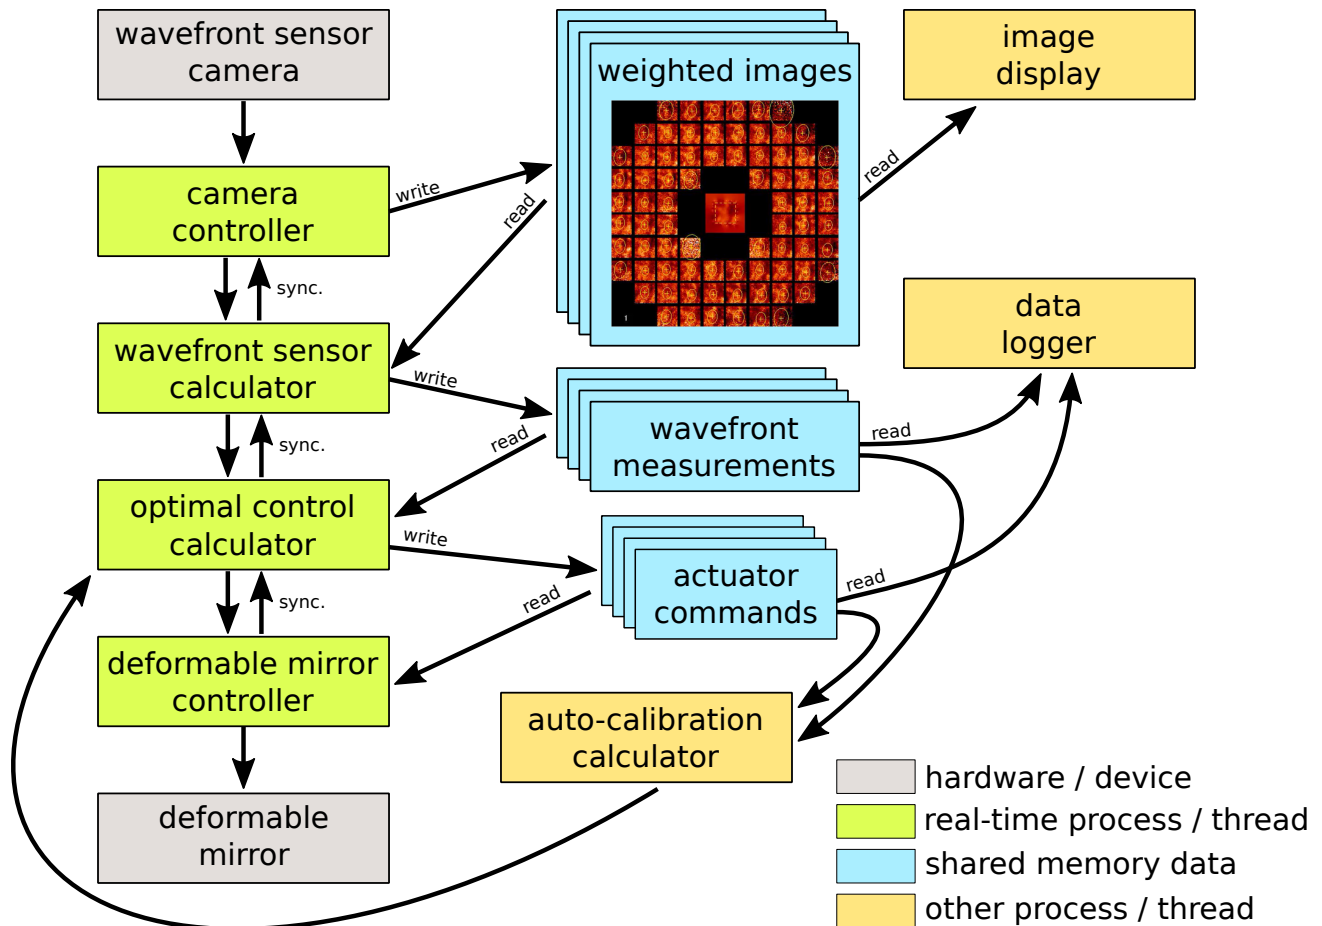 wavefront sensor
camera
camera
controller
sync.
wavefront sensor
calculator
sync.
optimal control
calculator
sync.
deformable mirror
controller
deformable
mirror
write
read
write
read
write
read
weighted images
wavefront
measurements
actuator
commands
auto-calibration
calculator
read
read
read
image
display
data
logger
hardware / device
real-time process / thread
shared memory data
other process / thread